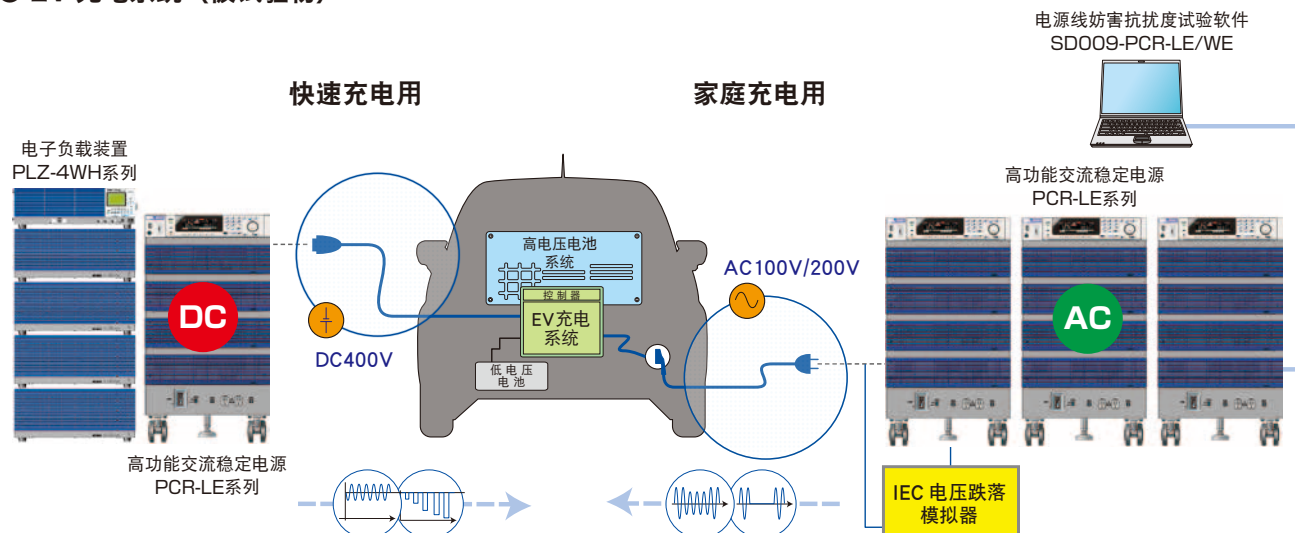 电源线妨害抗扰度试验软件
SD009-PCR-LE/WE
快速充电用
家庭充电用
电子负载装置
PLZ-4WH系列
高功能交流稳定电源
PCR-LE系列
高电压电池
系统
控制器
EV充电
系统
低电压
电池
DC
DC400V
AC100V/200V
AC
高功能交流稳定电源
PCR-LE系列
IEC 电压跌落
模拟器